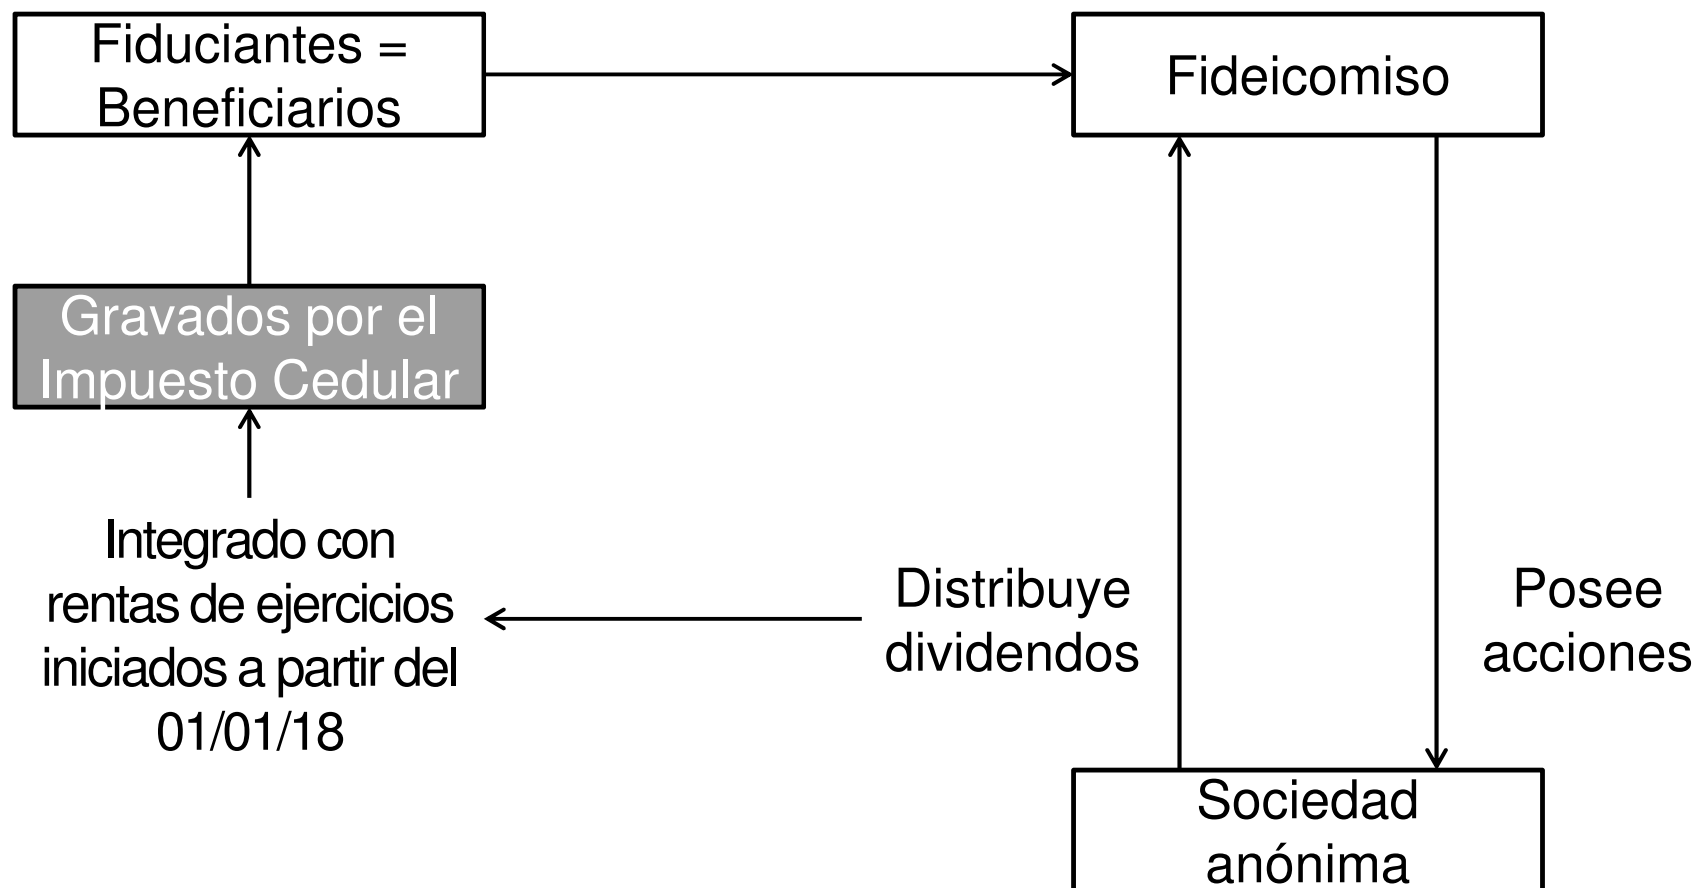 Fiduciantes =
Beneficiarios
Fideicomiso
Gravados por el
Impuesto Cedular
Integrado con
rentas de ejercicios
iniciados a partir del
01/01/18
Distribuye
dividendos
Posee
acciones
Sociedad
anónima